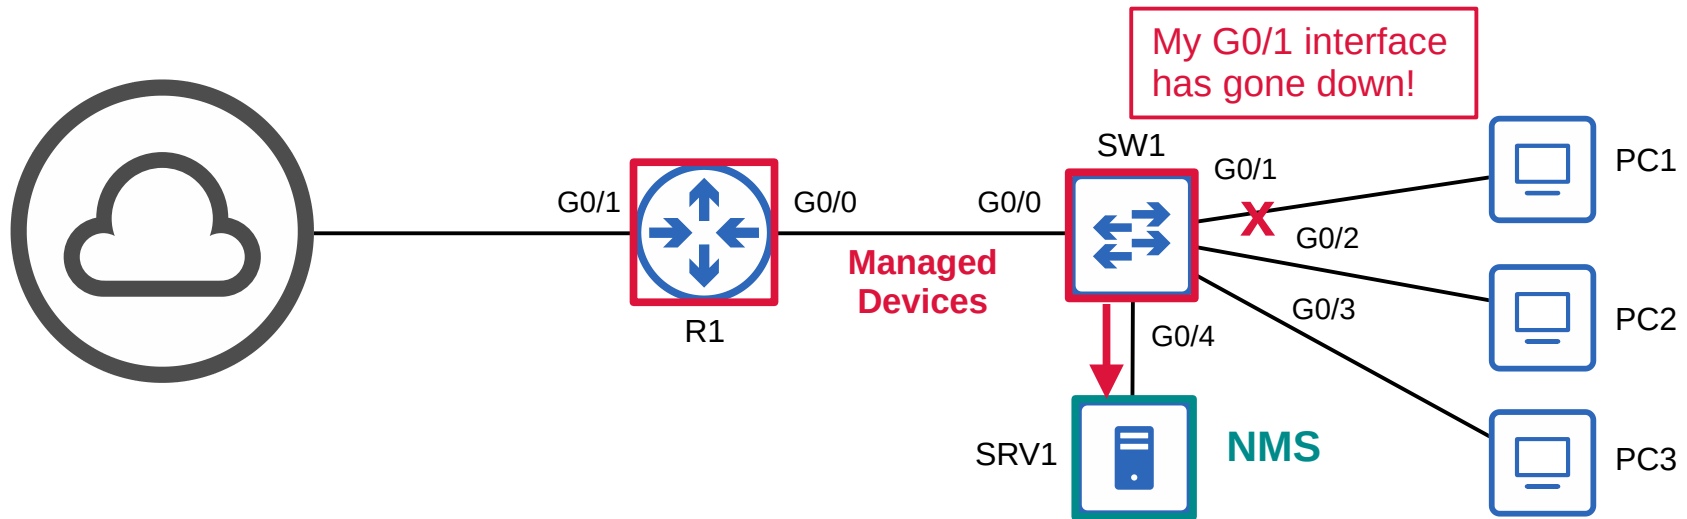 My G0/1 interface
has gone down!
SW1
G0/1
PC1
G0/1
G0/0
G0/0
G0/2
Managed
Devices
G0/3
R1
G0/4
PC2
SRV1
NMS
PC3